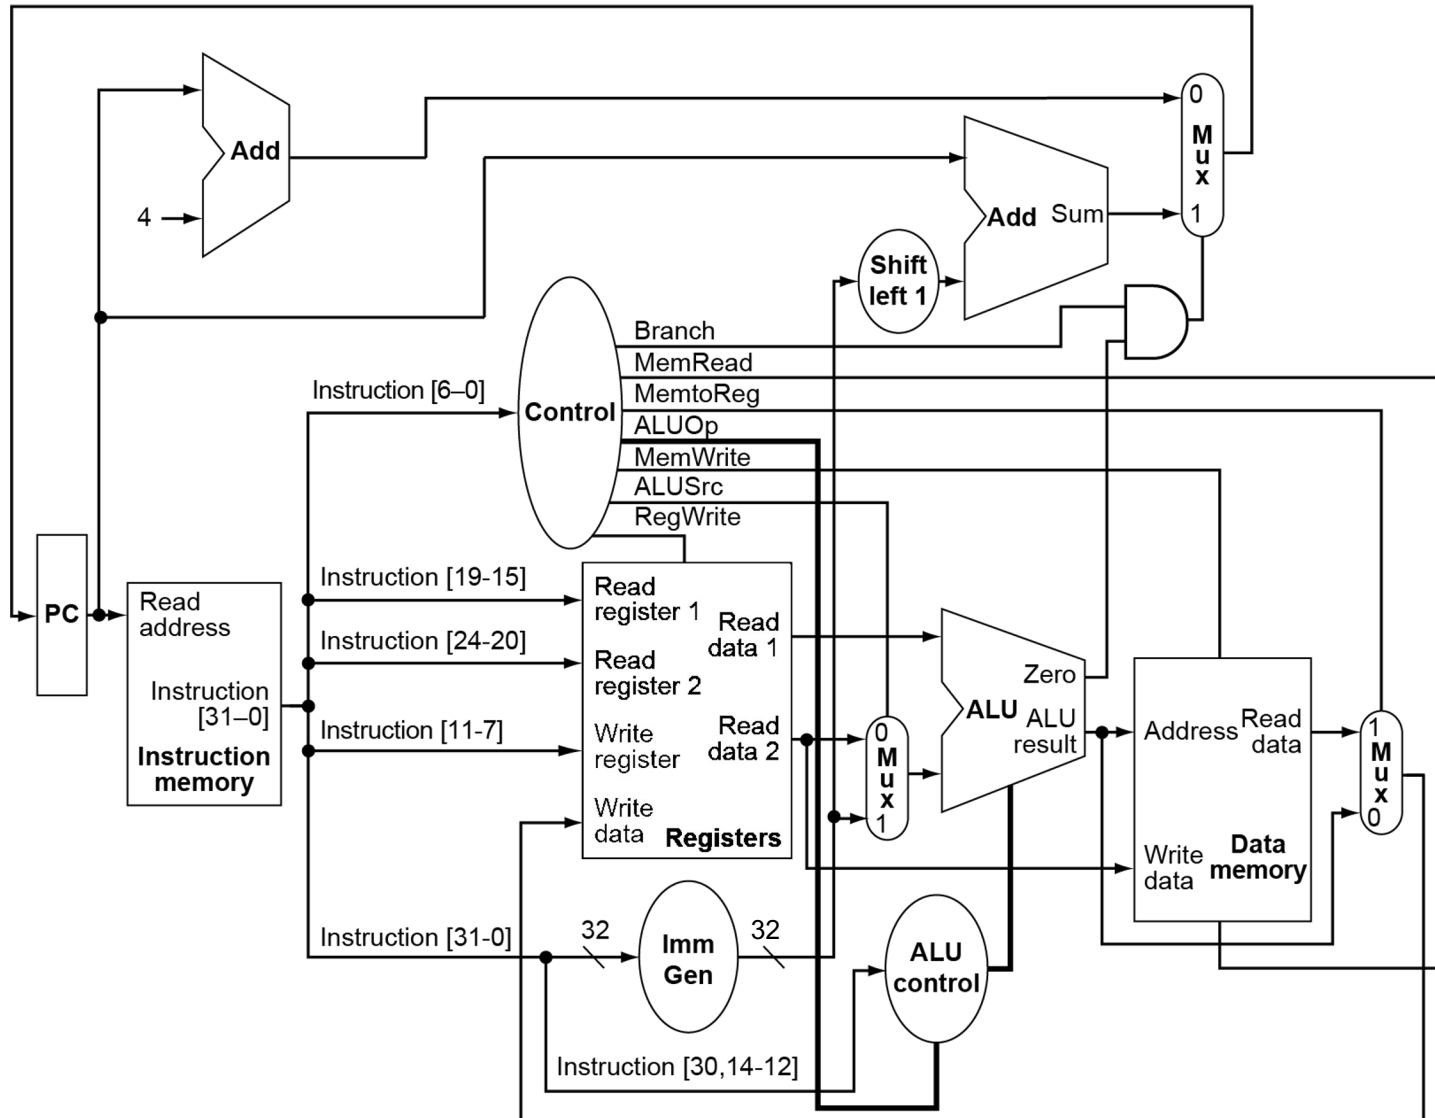 0
Mux
1
Add
4
Add Sum
Shift
left 1
Branch
MemRead
MemtoReg
ALUOp
MemWrite
ALUSrc
RegWrite
Instruction [6–0]
Control
PC
Read
address
Instruction
[31–0]
Instruction
memory
Instruction [19-15]
Instruction [24-20]
Instruction [11-7]
Instruction [31-0]
Read
register 1
Read
register 2
Write
register
Write
data
Read
data 1
Read
data 2
Registers
0
Mux
1
Zero
ALU
ALU
result
Address
Read
data
Write
data
Data
memory
1
Mux
0
32
Imm
Gen
32
ALU
control
Instruction [30,14-12]